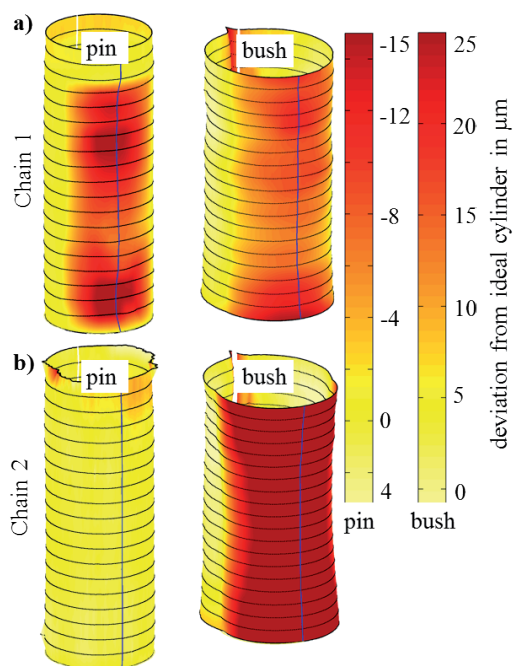 a)
pin
bush
Chain 1
b)
pin
bush
Chain 2
-15
-12
-8
-4
0
4
pin
25
20
15
10
5
0
bush
deviation from ideal cylinder in µm